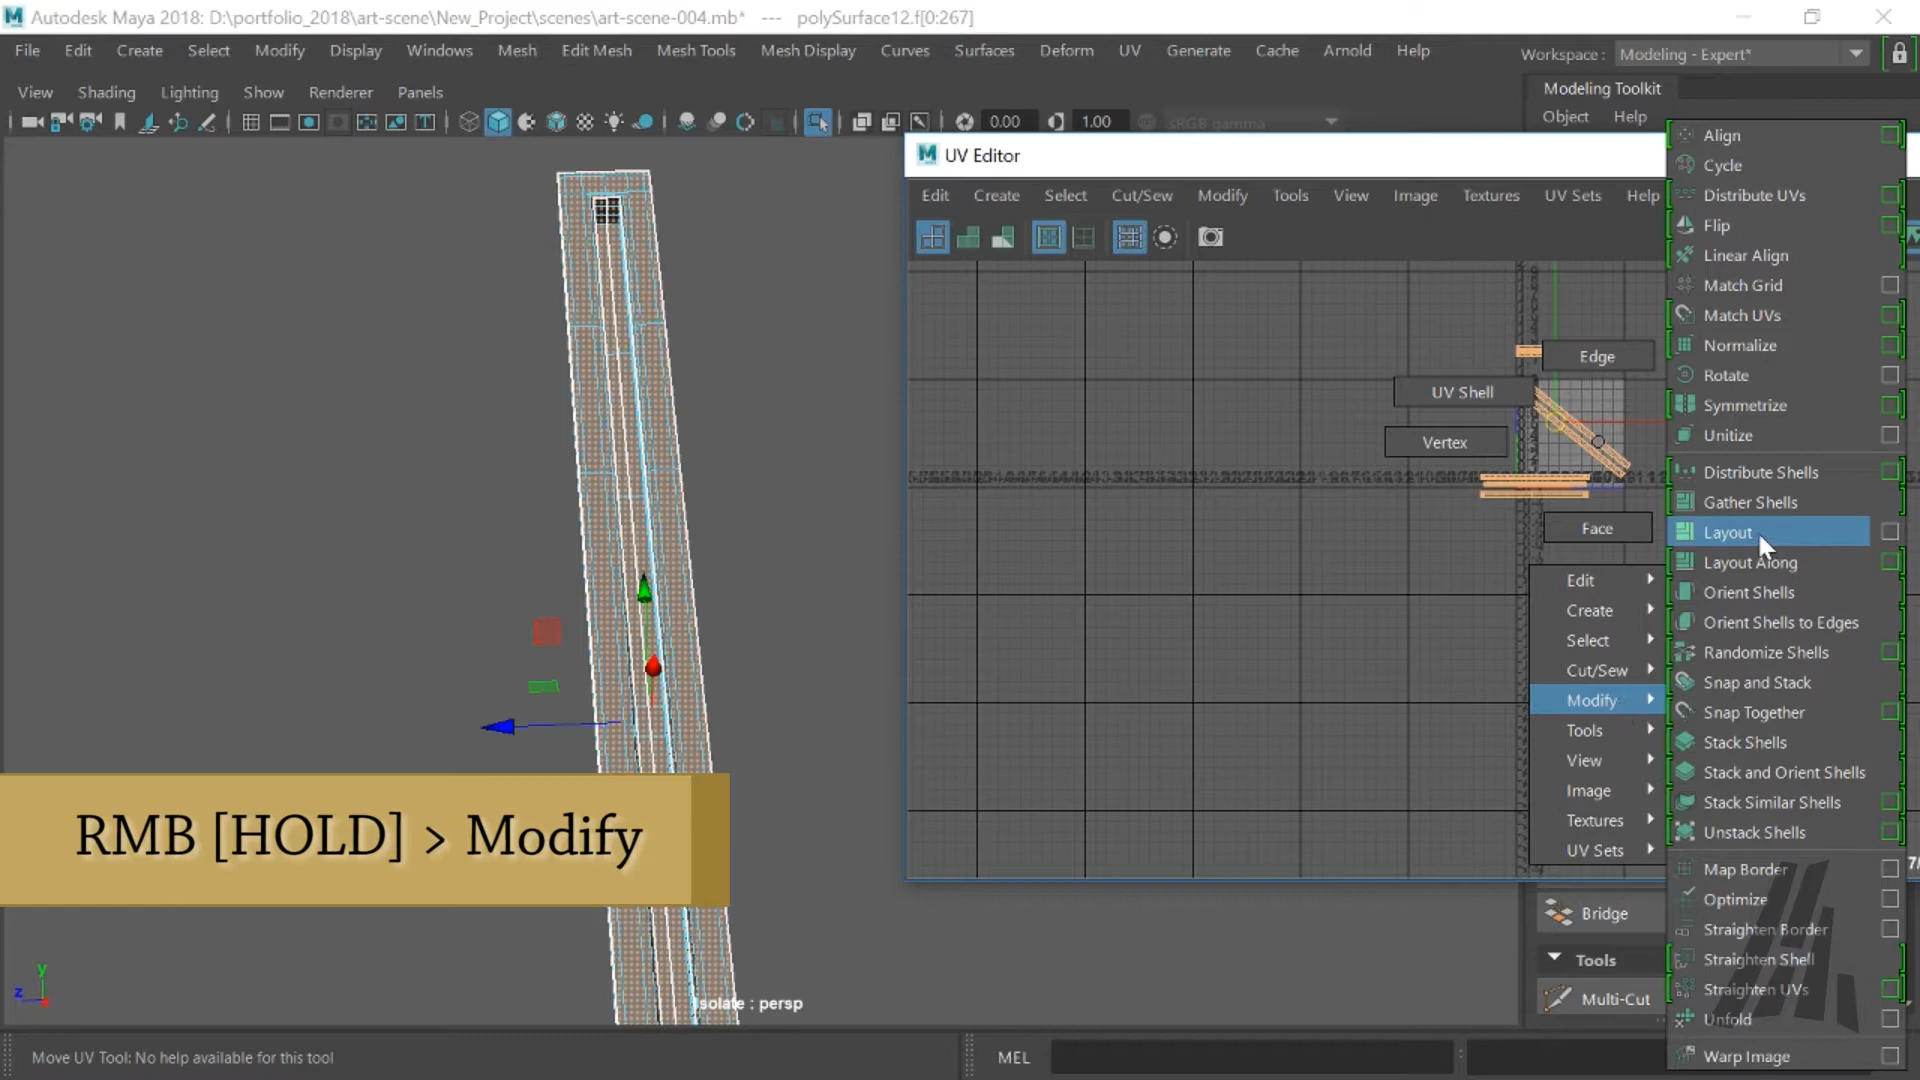 Autodesk Maya 2018: D:\portfolio_2018\art-scene\New_Project\scenes\art-scene-004.mb* --- polySurface12.f[0:267]
File Edit Create Select Modify Display Windows Mesh Edit Mesh Mesh Tools Mesh Display Curves Surfaces Deform UV Generate Cache Arnold Help
Workspace : Modeling - Expert*
View Shading Lighting Show Renderer Panels
Modeling Toolkit
Object Help
0.00 1.00 sRGB gamma
UV Editor
Edit Create Select Cut/Sew Modify Tools View Image Textures UV Sets Help
Edge
UV Shell
Vertex
Face
Edit
Create
Select
Cut/Sew
Modify
Tools
View
Image
Textures
UV Sets
Align
Cycle
Distribute UVs
Flip
Linear Align
Match Grid
Match UVs
Normalize
Rotate
Symmetrize
Unitize
Distribute Shells
Gather Shells
Layout
Layout Along
Orient Shells
Orient Shells to Edges
Randomize Shells
Snap and Stack
Snap Together
Stack Shells
Stack and Orient Shells
Stack Similar Shells
Unstack Shells
Map Border
Optimize
Straighten Border
Straighten Shell
Straighten UVs
Unfold
Warp Image
Bridge
Tools
Multi-Cut
RMB [HOLD] > Modify
y
z
isolate : persp
Move UV Tool: No help available for this tool
MEL